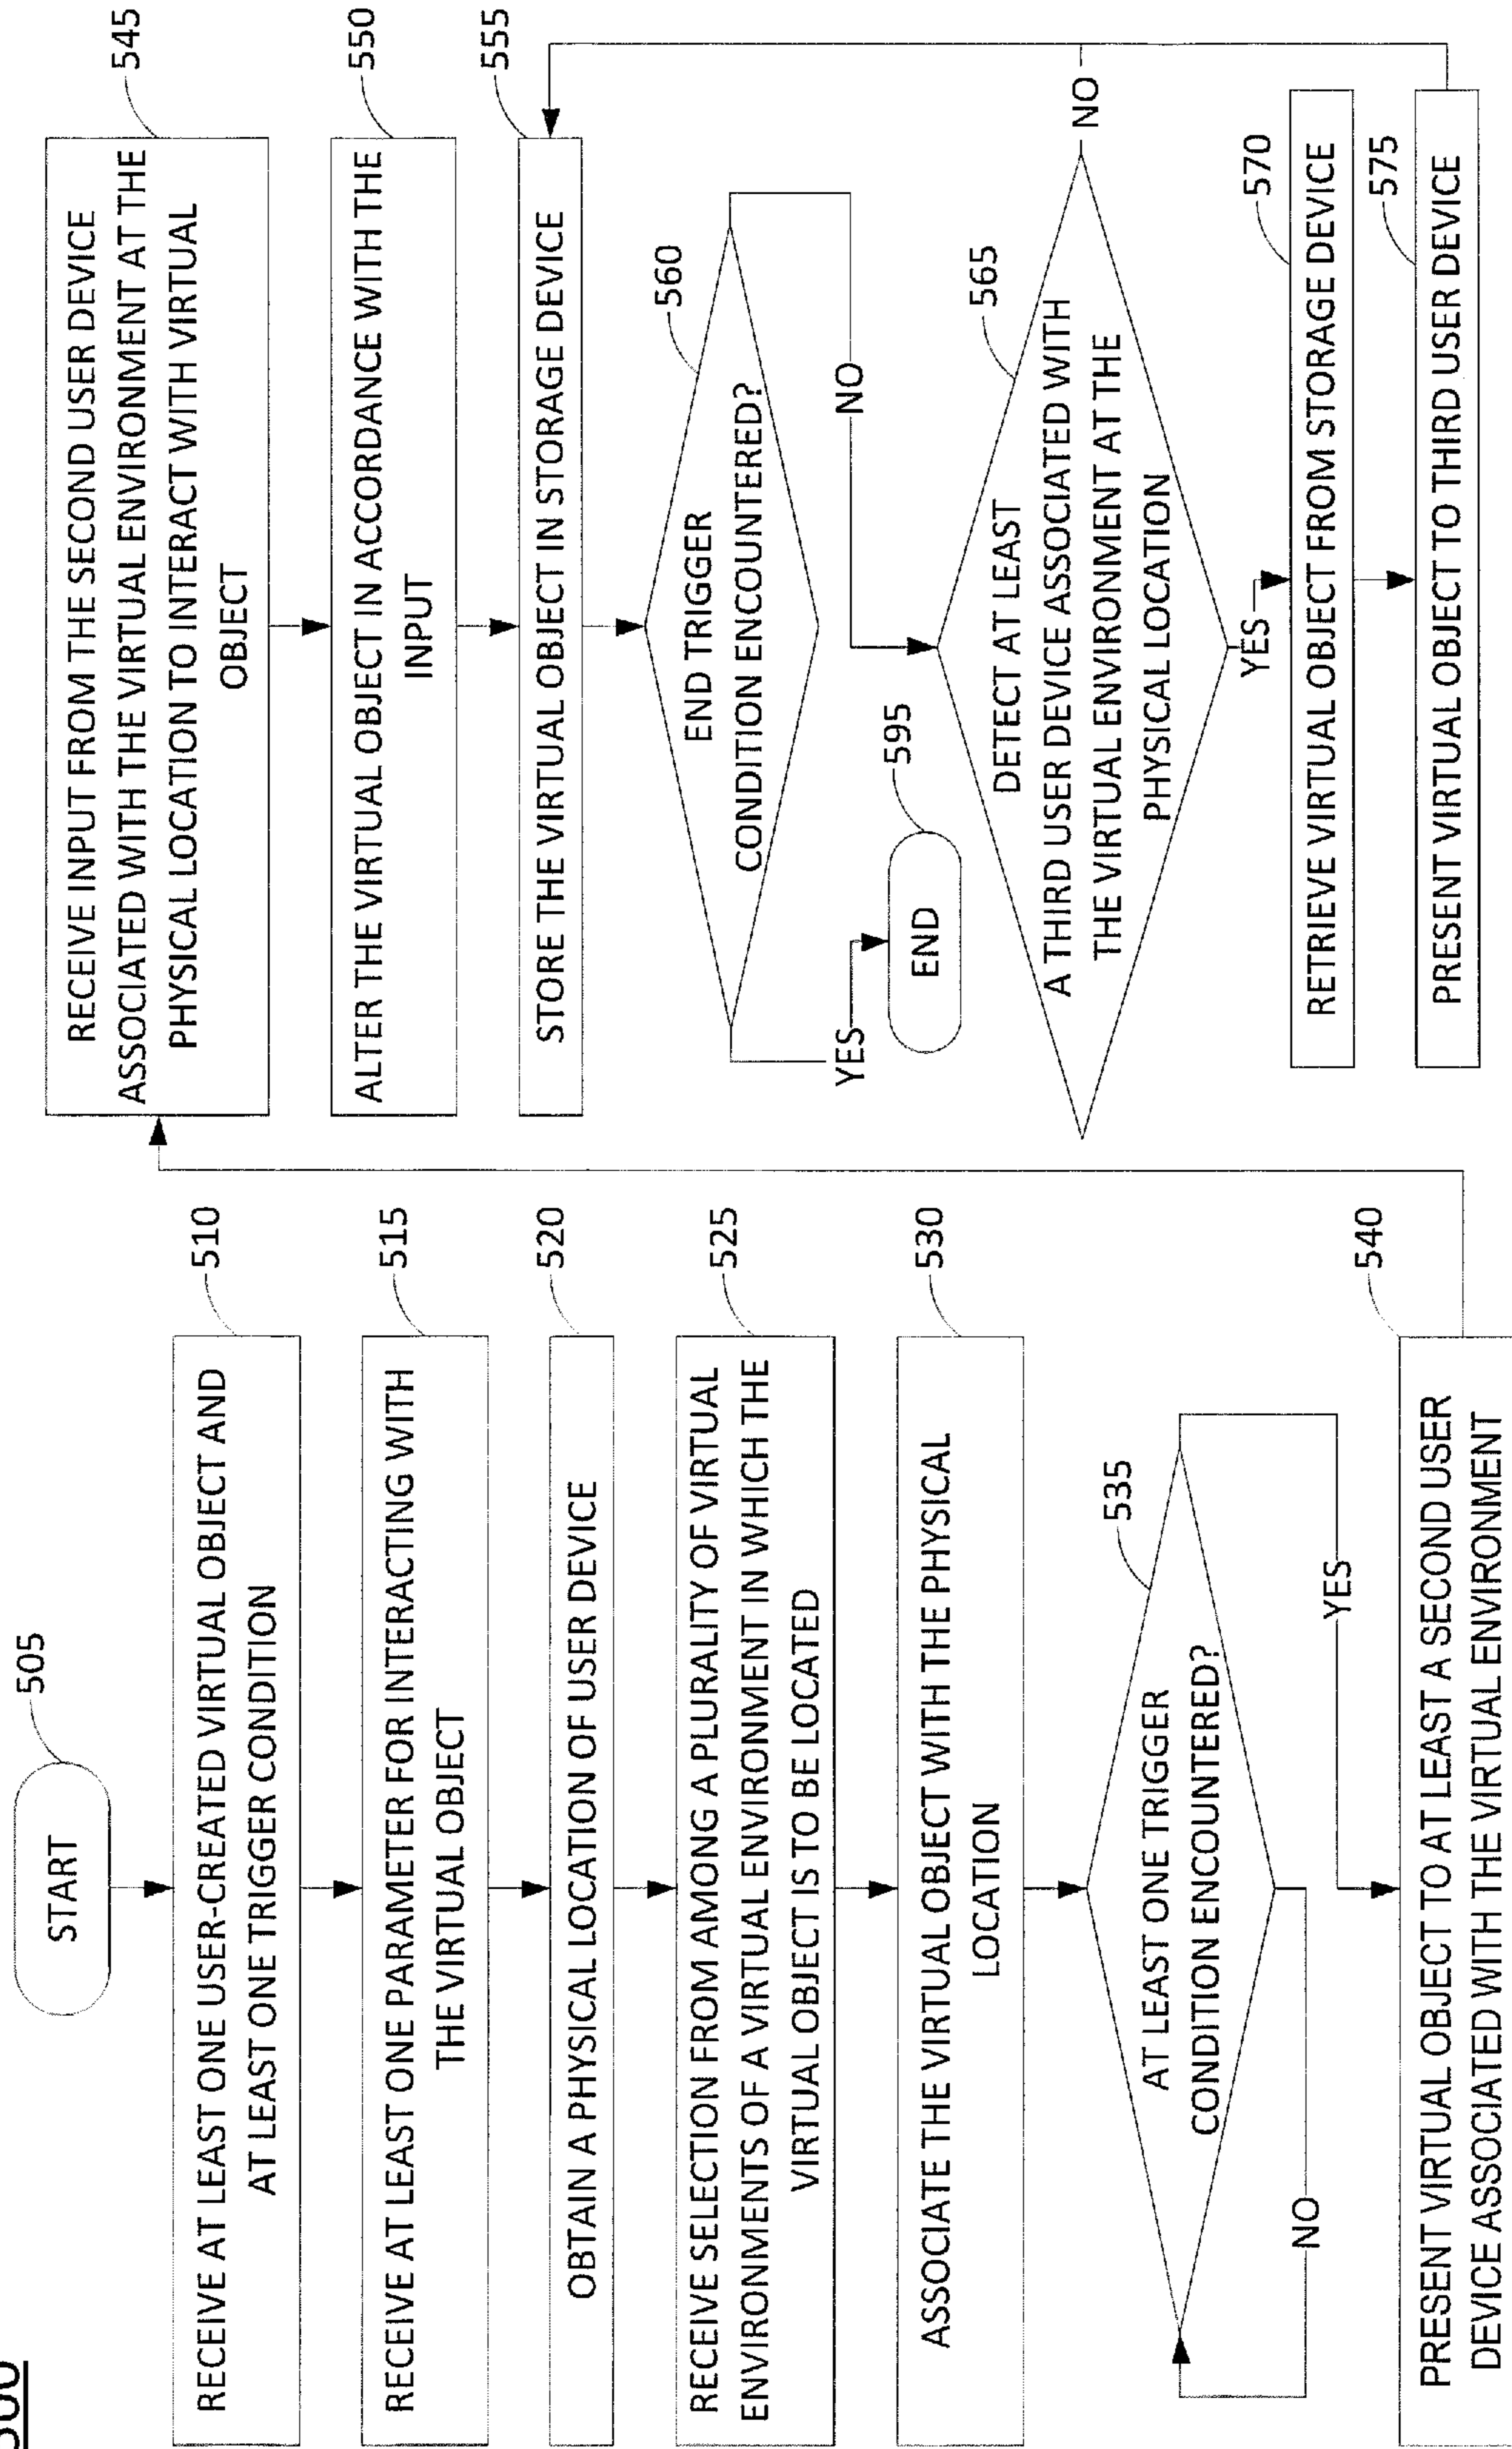 START
505
RECEIVE AT LEAST ONE USER-CREATED VIRTUAL OBJECT AND
AT LEAST ONE TRIGGER CONDITION
510
RECEIVE AT LEAST ONE PARAMETER FOR INTERACTING WITH
THE VIRTUAL OBJECT
515
OBTAIN A PHYSICAL LOCATION OF USER DEVICE
520
RECEIVE SELECTION FROM AMONG A PLURALITY OF VIRTUAL
ENVIRONMENTS OF A VIRTUAL ENVIRONMENT IN WHICH THE
VIRTUAL OBJECT IS TO BE LOCATED
525
ASSOCIATE THE VIRTUAL OBJECT WITH THE PHYSICAL
LOCATION
530
AT LEAST ONE TRIGGER
CONDITION ENCOUNTERED?
535
NO
YES
PRESENT VIRTUAL OBJECT TO AT LEAST A SECOND USER
DEVICE ASSOCIATED WITH THE VIRTUAL ENVIRONMENT
540
RECEIVE INPUT FROM THE SECOND USER DEVICE
ASSOCIATED WITH THE VIRTUAL ENVIRONMENT AT THE
PHYSICAL LOCATION TO INTERACT WITH VIRTUAL
OBJECT
545
ALTER THE VIRTUAL OBJECT IN ACCORDANCE WITH THE
INPUT
550
STORE THE VIRTUAL OBJECT IN STORAGE DEVICE
555
END TRIGGER
CONDITION ENCOUNTERED?
560
YES
NO
END
595
DETECT AT LEAST
A THIRD USER DEVICE ASSOCIATED WITH
THE VIRTUAL ENVIRONMENT AT THE
PHYSICAL LOCATION
565
NO
YES
RETRIEVE VIRTUAL OBJECT FROM STORAGE DEVICE
570
PRESENT VIRTUAL OBJECT TO THIRD USER DEVICE
575